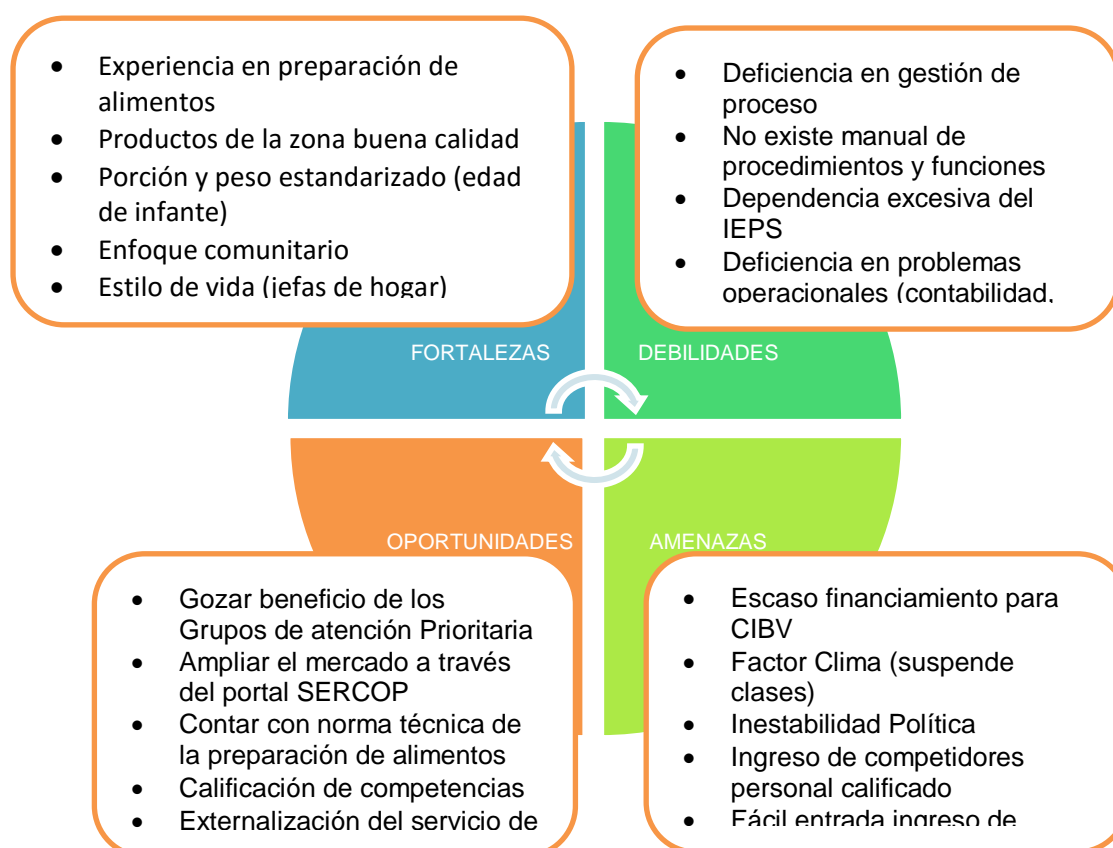 • Experiencia en preparación de
alimentos
• Productos de la zona buena calidad
• Porción y peso estandarizado (edad
de infante)
• Enfoque comunitario
• Estilo de vida (jefas de hogar)
• Deficiencia en gestión de
proceso
• No existe manual de
procedimientos y funciones
• Dependencia excesiva del
IEPS
• Deficiencia en problemas
operacionales (contabilidad,
FORTALEZAS
DEBILIDADES
OPORTUNIDADES
AMENAZAS
• Gozar beneficio de los
Grupos de atención Prioritaria
• Ampliar el mercado a través
del portal SERCOP
• Contar con norma técnica de
la preparación de alimentos
• Calificación de competencias
• Externalización del servicio de
• Escaso financiamiento para
CIBV
• Factor Clima (suspende
clases)
• Inestabilidad Política
• Ingreso de competidores
personal calificado
• Fácil entrada ingreso de